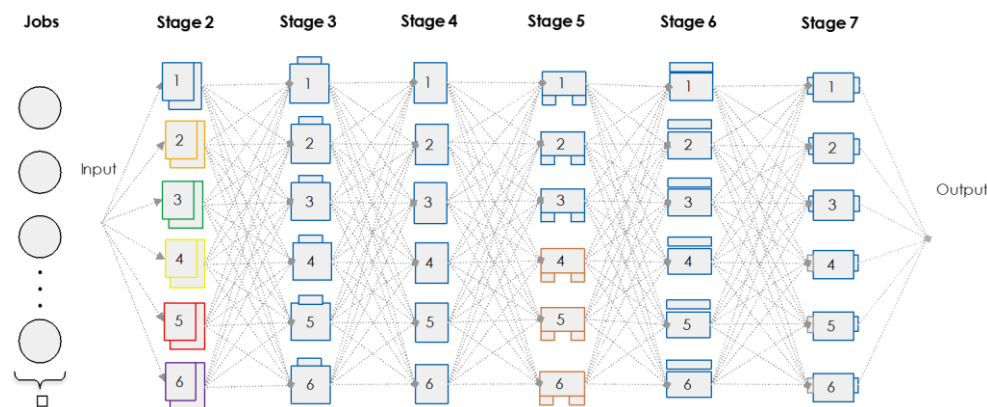 Jobs Stage 2 Stage 3 Stage 4 Stage 5 Stage 6 Stage 7
1 1 1 1 1 1
2 2 2 2 2 2
Input
3 3 3 3 3 3
Output
4 4 4 4 4 4
5 5 5 5 5 5
6 6 6 6 6 6